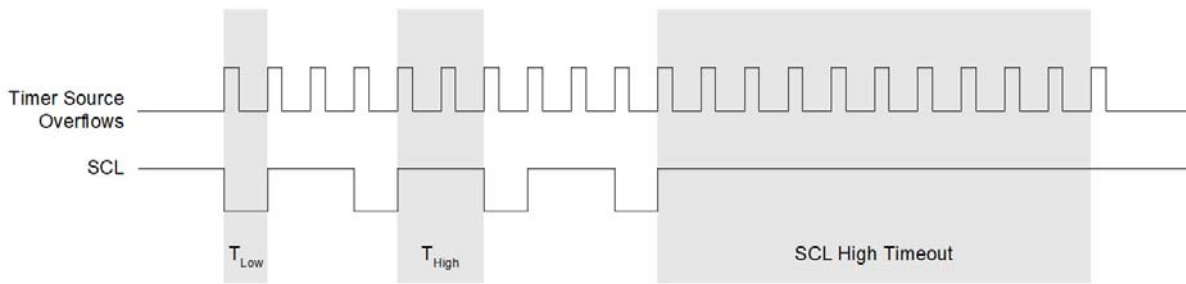 Timer Source
Overflows
SCL
TLow
THigh
SCL High Timeout